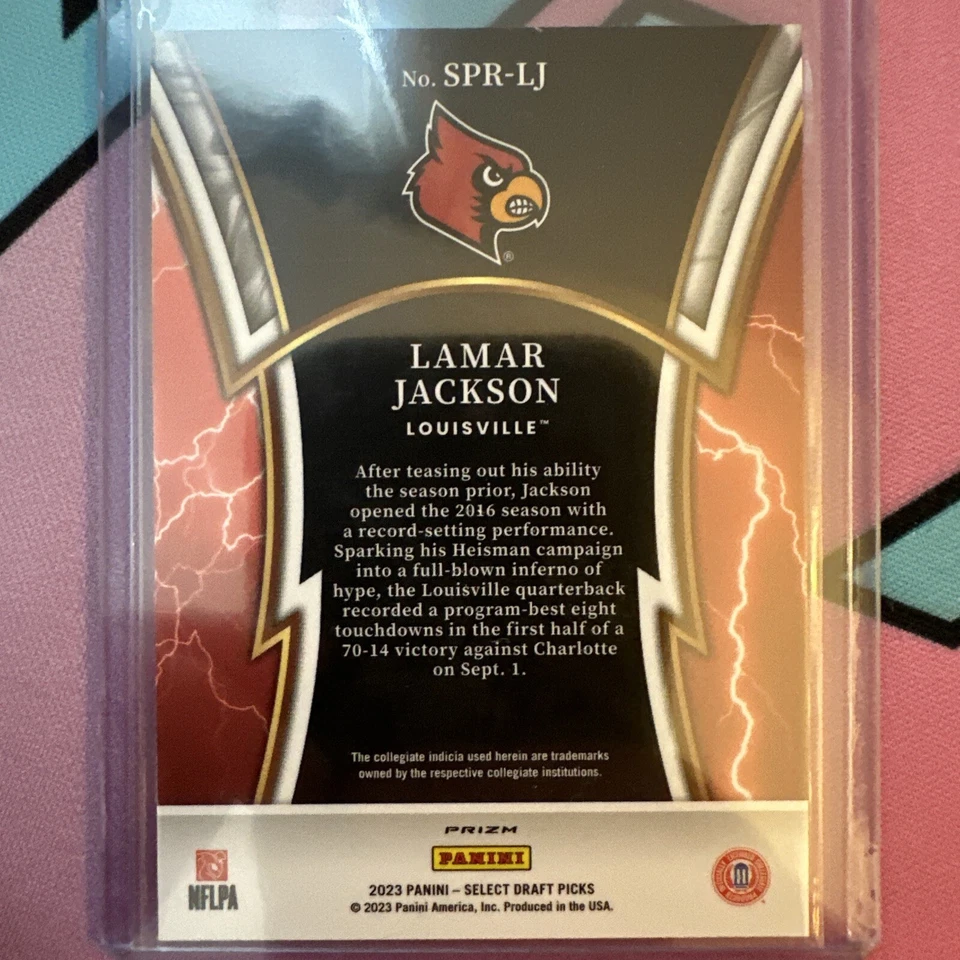 No. SPR-LJ
®
LAMAR
JACKSON
LOUISVILLE™
After teasing out his ability
the season prior, Jackson
opened the 2016 season with
a record-setting performance.
Sparking his Heisman campaign
into a full-blown inferno of
hype, the Louisville quarterback
recorded a program-best eight
touchdowns in the first half of a
70-14 victory against Charlotte
on Sept. 1.
The collegiate indicia used herein are trademarks
owned by the respective collegiate institutions.
PRIZM
PANINI
NFLPA
2023 PANINI – SELECT DRAFT PICKS
© 2023 Panini America, Inc. Produced in the USA.